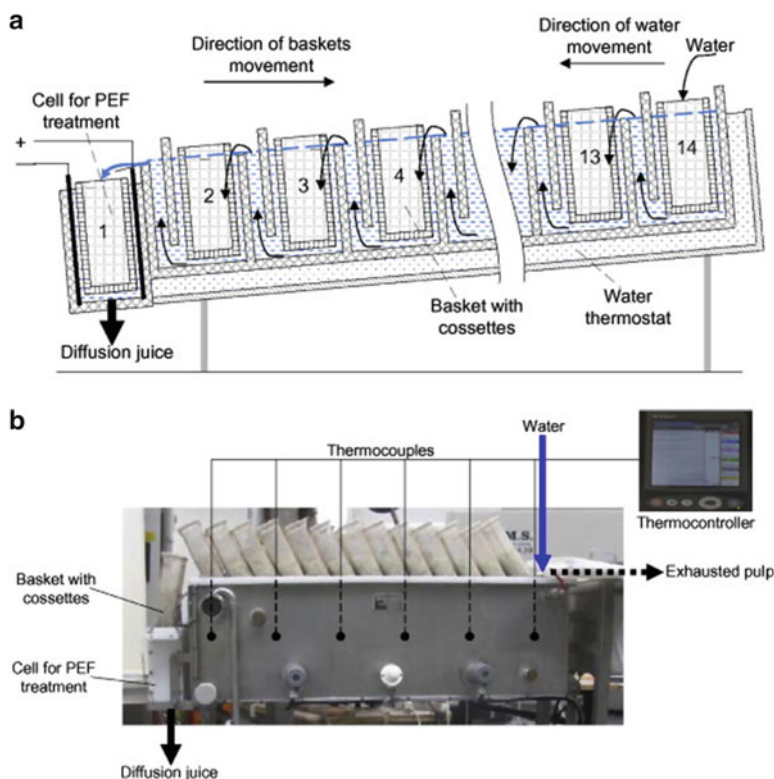 a
Direction of baskets
movement
Direction of water
movement
Water
Cell for PEF
treatment
+
1
2
3
4
13
14
Basket with
cossettes
Water
thermostat
Diffusion juice
b
Water
Thermocouples
Thermocontroller
M.S.
Basket with
cossettes
Exhausted pulp
Cell for PEF
treatment
Diffusion juice